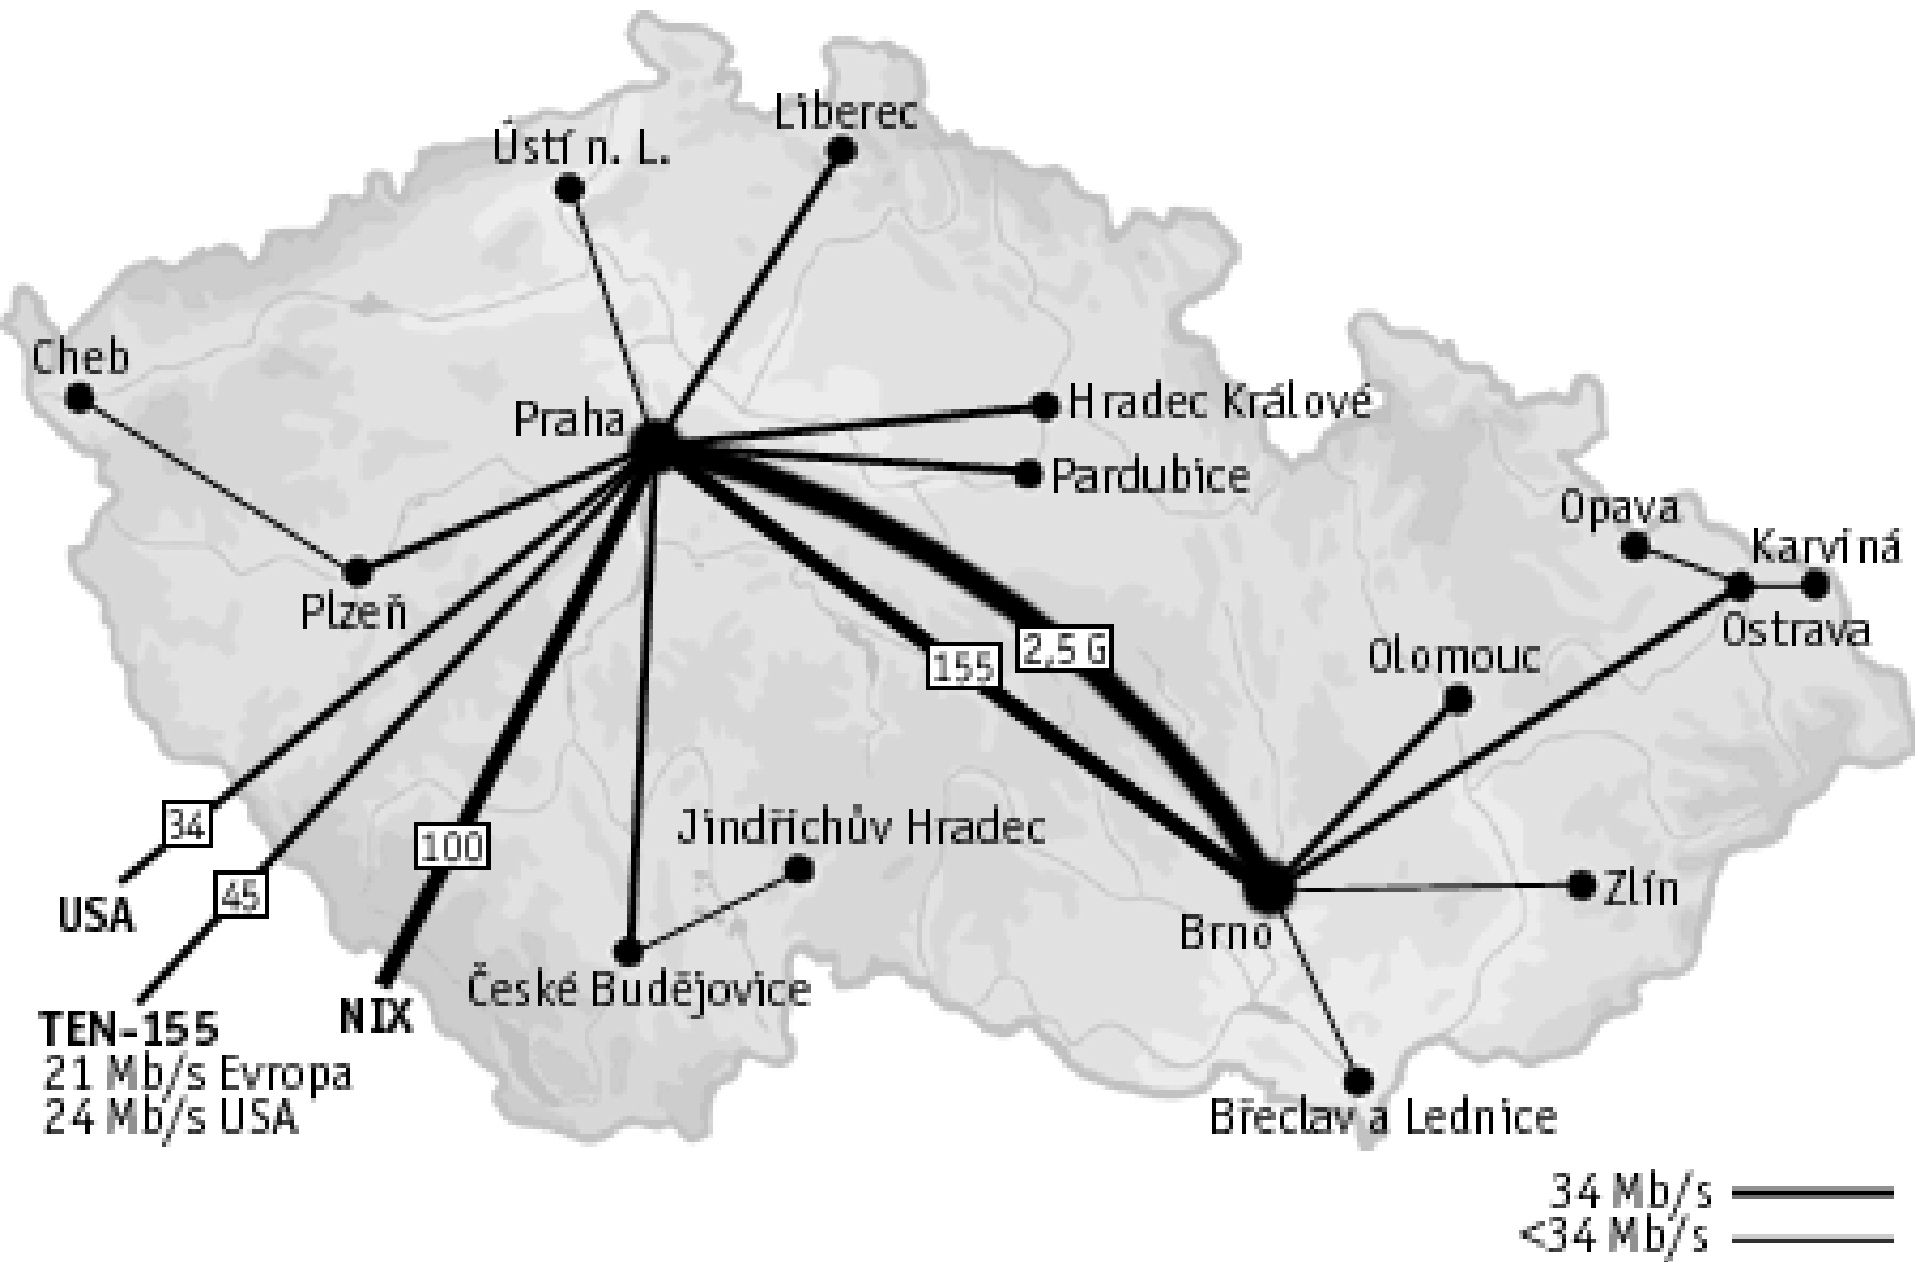 Liberec
Ústí n. L.
Cheb
Praha
Hradec Králové
Pardubice
Opava
Karviná
Plzeň
Ostrava
2,5 G
155
Olomouc
34
100
Jindřichův Hradec
45
USA
Zlín
Brno
České Budějovice
NIX
TEN-155
21 Mb/s Evropa
24 Mb/s USA
Břeclav a Lednice
34 Mb/s
<34 Mb/s